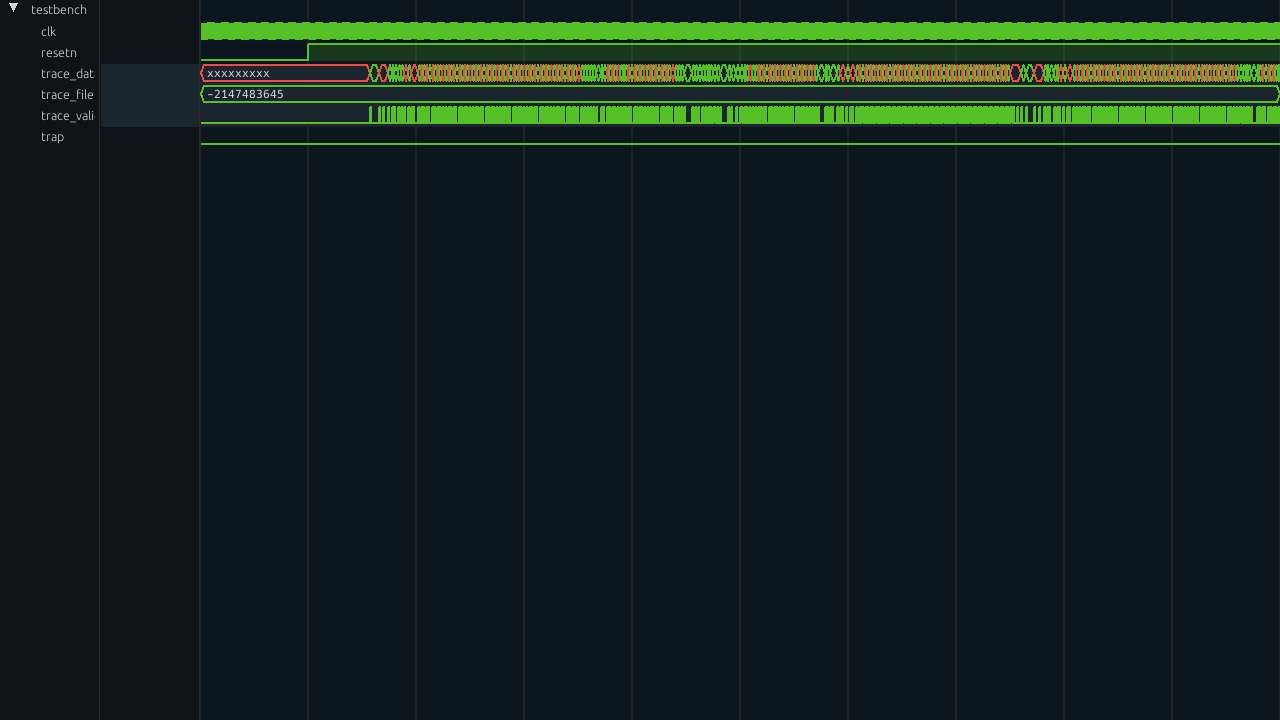 testbench
clk
resetn
trace_dat
xxxxxxxxx
trace_file
-2147483645
trace_vali
trap